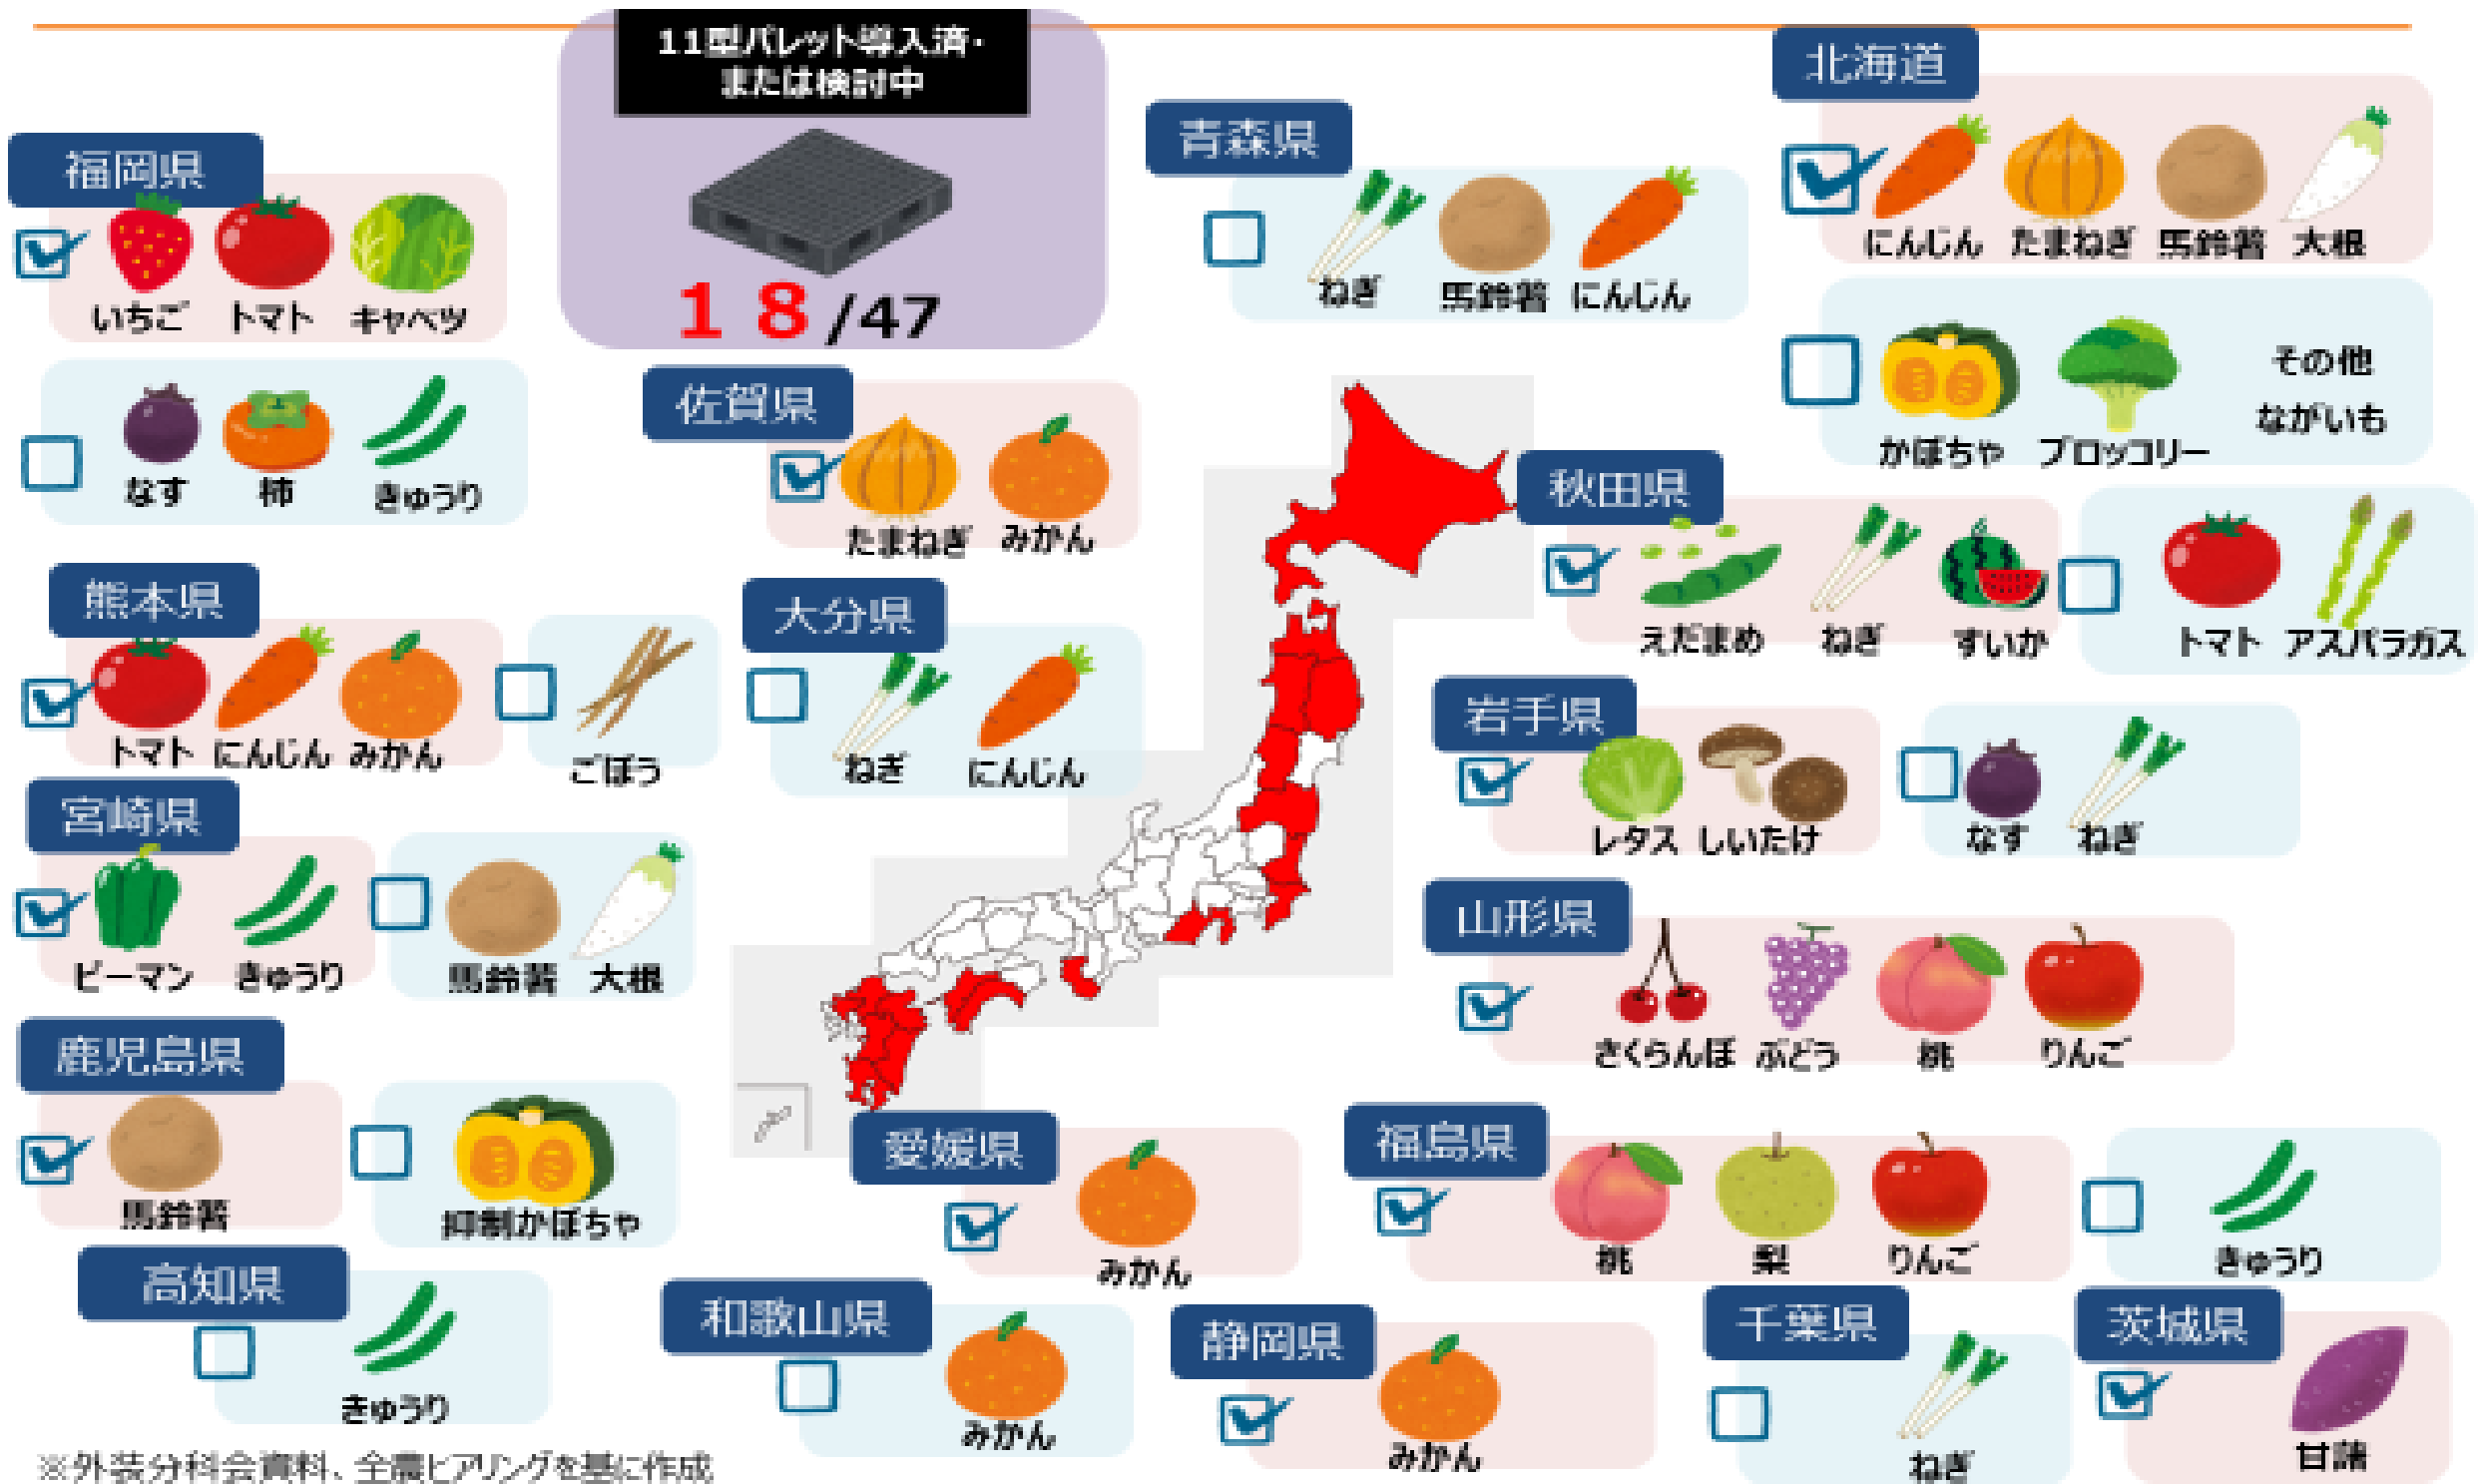 11型パレット導入済・
または検討中
18/47
福岡県
いちご トマト キャベツ
なす 柿 きゅうり
佐賀県
たまねぎ みかん
熊本県
トマト にんじん みかん
ごぼう
大分県
ねぎ にんじん
宮崎県
ピーマン きゅうり
馬鈴薯 大根
鹿児島県
馬鈴薯
抑制かぼちゃ
高知県
きゅうり
愛媛県
みかん
和歌山県
みかん
静岡県
みかん
青森県
ねぎ 馬鈴薯 にんじん
北海道
にんじん たまねぎ 馬鈴薯 大根
かぼちゃ ブロッコリー
その他
ながいも
秋田県
えだまめ ねぎ すいか
トマト アスパラガス
岩手県
レタス しいたけ
なす ねぎ
山形県
さくらんぼ ぶどう 桃 りんご
福島県
桃 梨 りんご
きゅうり
千葉県
ねぎ
茨城県
甘藷
※外装分科会資料、全農ヒアリングを基に作成